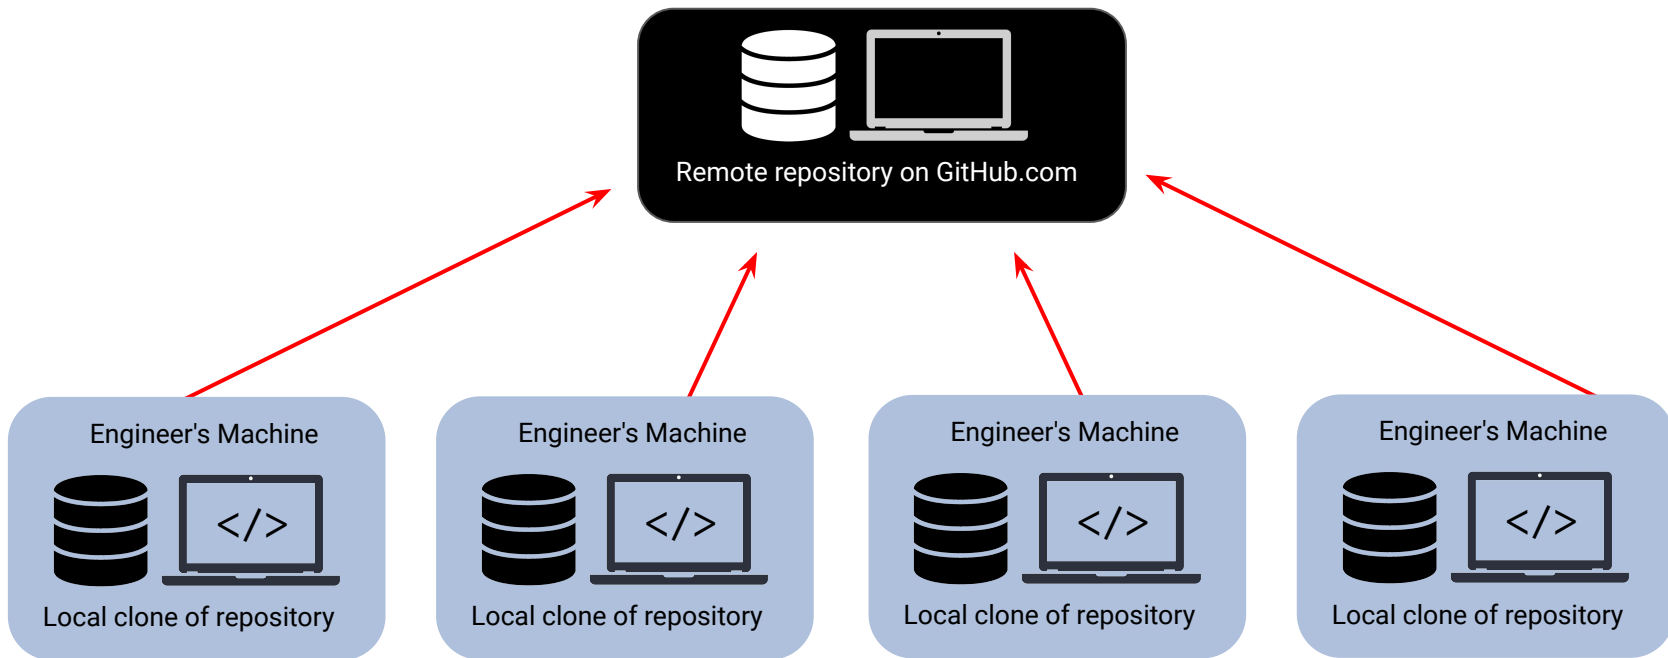 Remote repository on GitHub.com
Engineer's Machine
</>
Local clone of repository
Engineer's Machine
</>
Local clone of repository
Engineer's Machine
</>
Local clone of repository
Engineer's Machine
</>
Local clone of repository